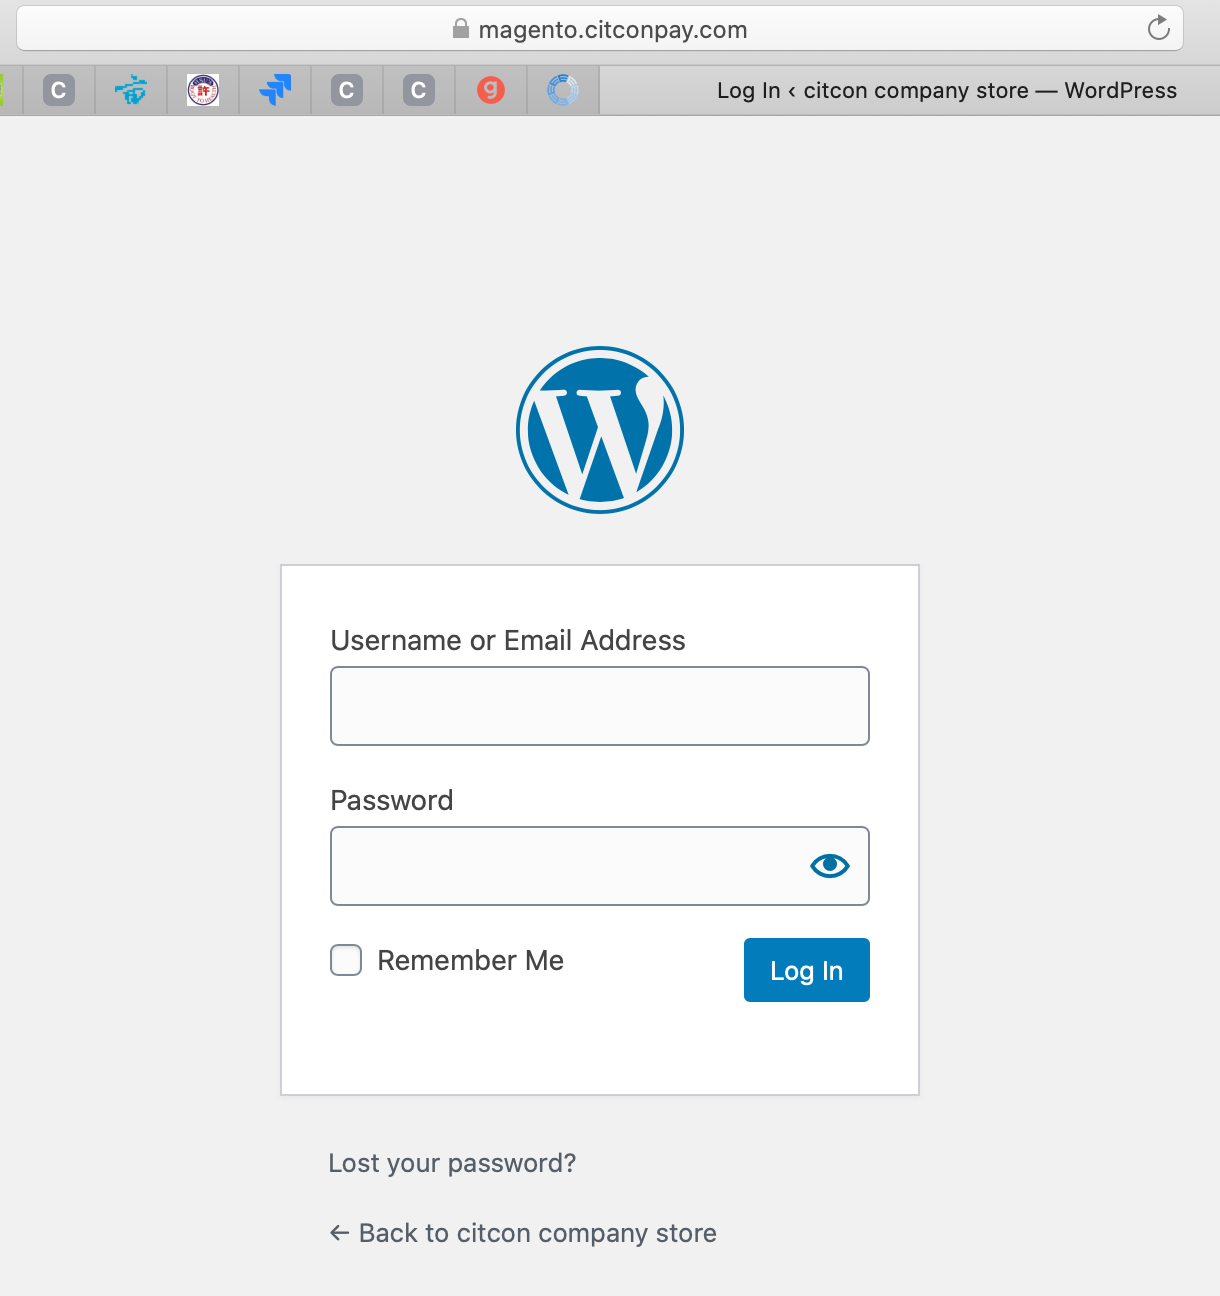 magento.citconpay.com
C
許
C
C
g
Log In ‹ citcon company store — WordPress
W
Username or Email Address
Password
Remember Me
Log In
Lost your password?
← Back to citcon company store